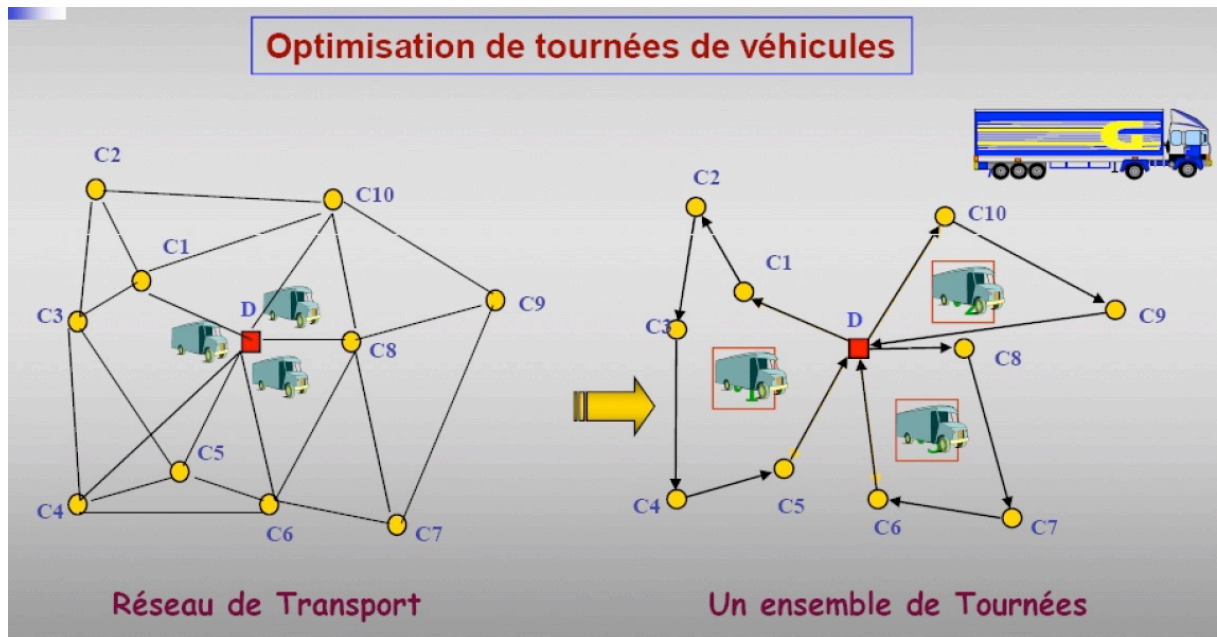 Optimisation de tournées de véhicules
G
C2
C10
C1
D
C3
C9
C8
C5
C4
C6
C7
C2
C10
C1
D
C9
C3
C8
C4
C5
C6
C7
Réseau de Transport
Un ensemble de Tournées